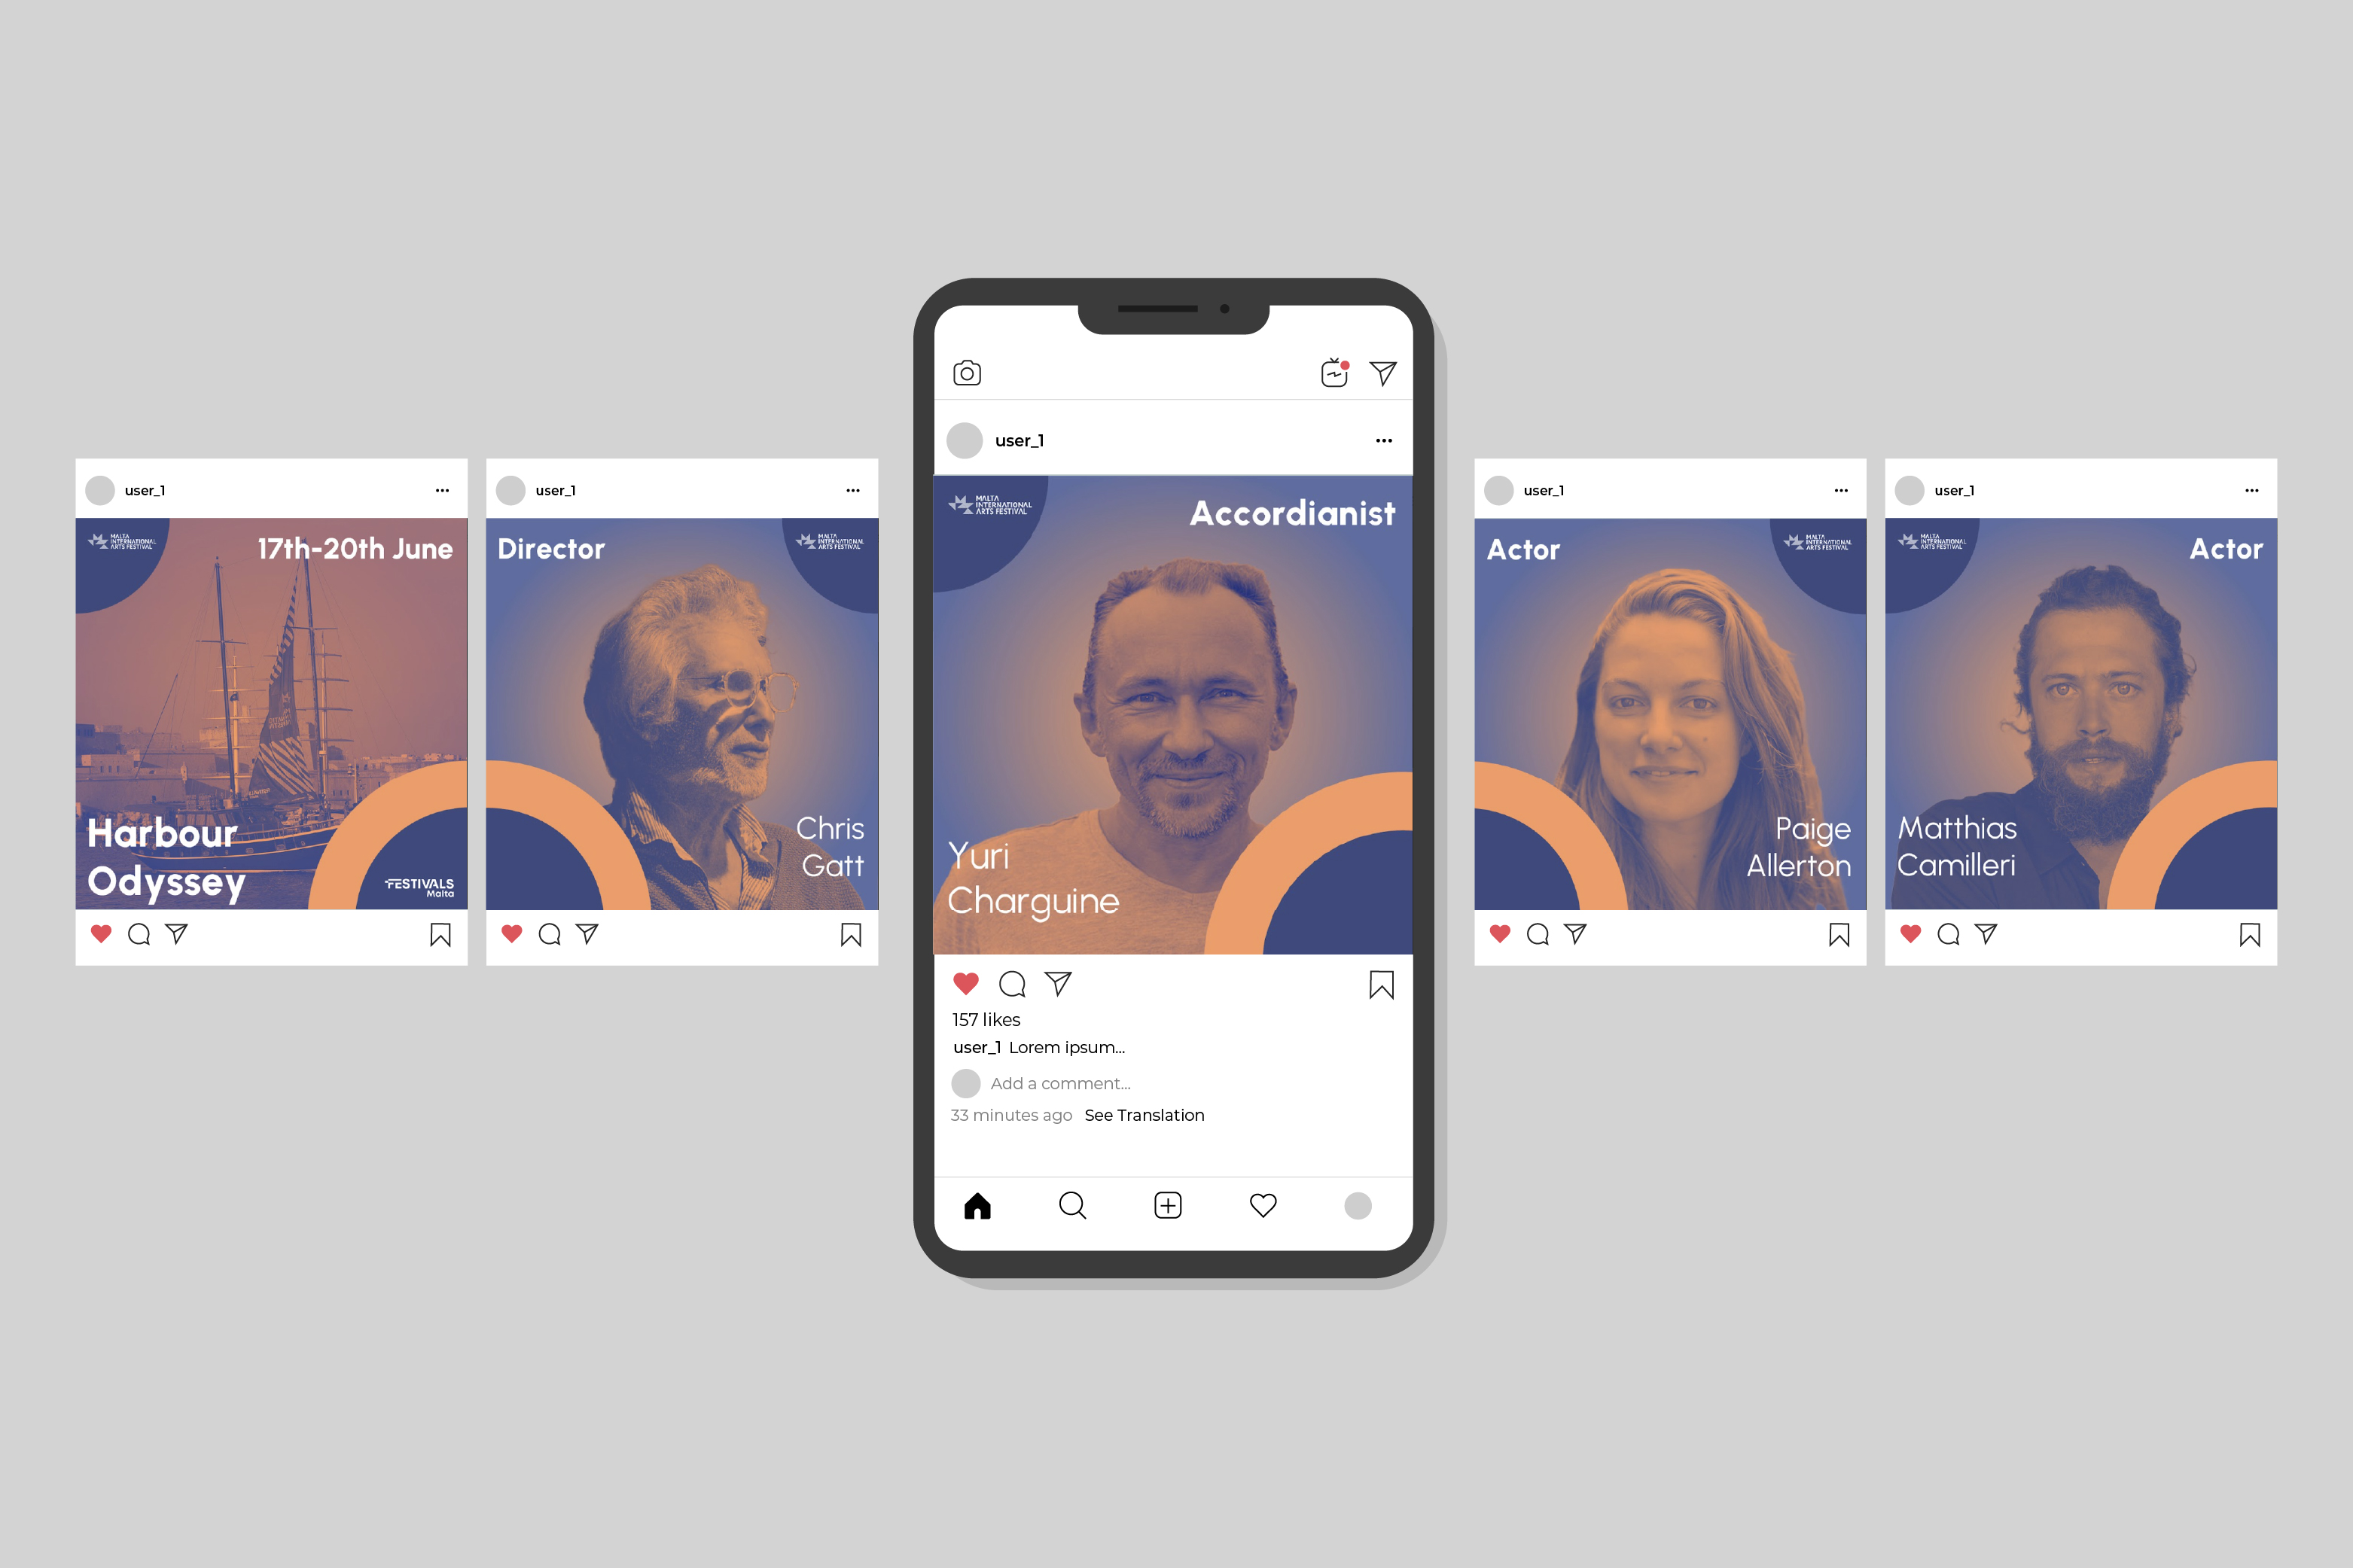 user_1
MALTA
INTERNATIONAL
ARTS FESTIVAL
17th-20th June
Harbour
Odyssey
FESTIVALS
Malta
user_1
Director
MALTA
INTERNATIONAL
ARTS FESTIVAL
Chris
Gatt
user_1
MALTA
INTERNATIONAL
ARTS FESTIVAL
Accordianist
Yuri
Charguine
157 likes
user_1 Lorem ipsum...
Add a comment...
33 minutes ago See Translation
user_1
Actor
MALTA
INTERNATIONAL
ARTS FESTIVAL
Paige
Allerton
user_1
MALTA
INTERNATIONAL
ARTS FESTIVAL
Actor
Matthias
Camilleri